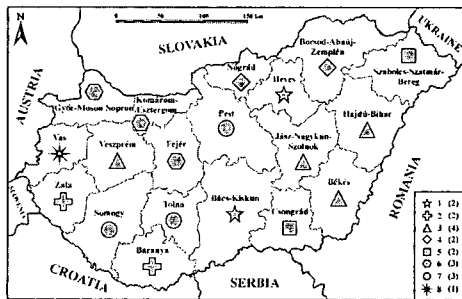 N
0 50 100 150 km
SLOVAKIA
UKRAINE
AUSTRIA
Borsod-Abaúj-
Zemplén
Nógrád
Heves
Szabolcs-Szatmár-
Bereg
Győr-Moson Sopron
Komárom-
Esztergom
Pest
Hajdú-Bihar
Vas
Veszprém
Fejér
Jász-Nagykun-
Szolnok
Zala
Somogy
Tolna
Bács-Kiskun
Csongrád
Békés
Baranya
ROMANIA
CROATIA
SERBIA
1 (2)
2 (2)
3 (4)
4 (2)
5 (2)
6 (3)
7 (3)
8 (1)